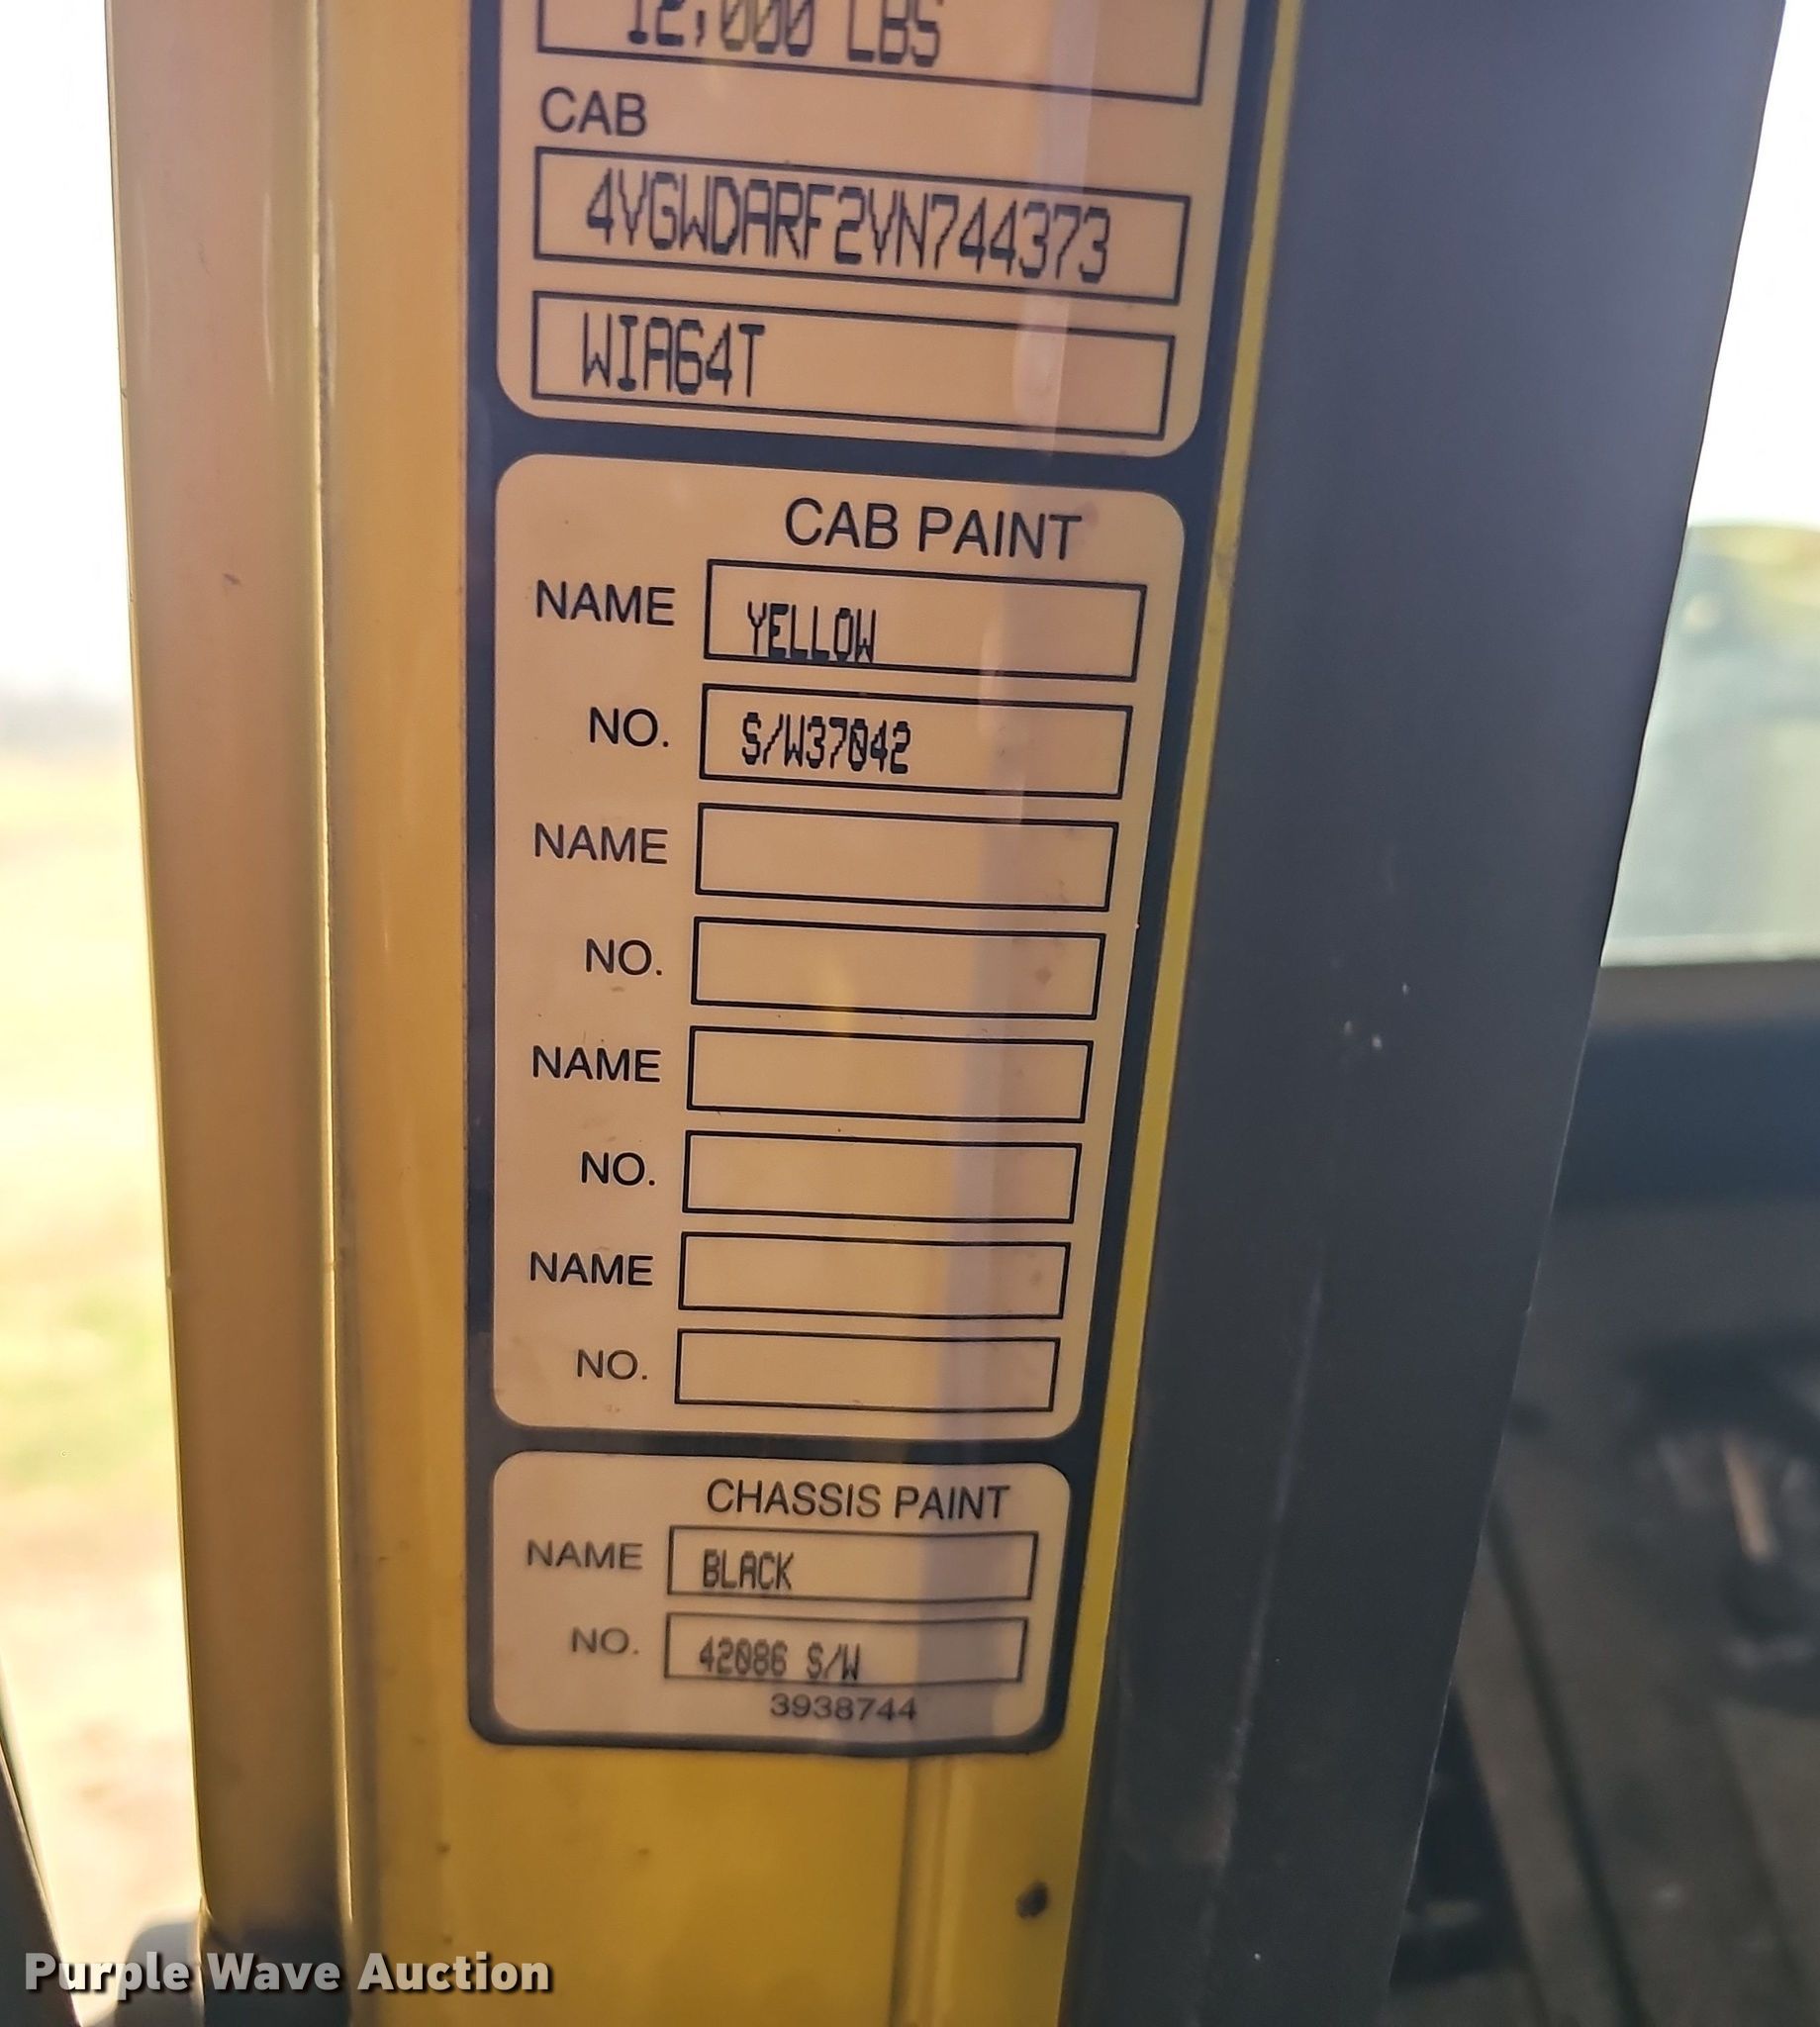 12,000 LBS
CAB
4VGWDARF2VN744373
WIA64T
CAB PAINT
NAME YELLOW
NO. S/W37042
NAME
NO.
NAME
NO.
NAME
NO.
CHASSIS PAINT
NAME BLACK
NO. 42086 S/W
3938744
Purple Wave Auction